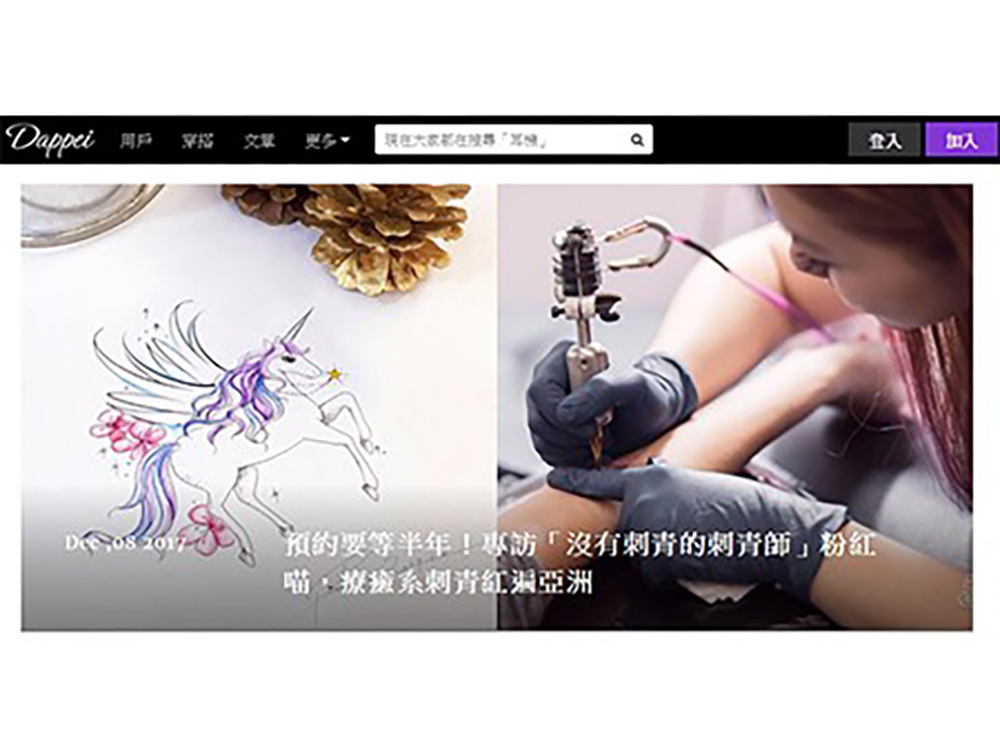 Dappei 用戶 穿搭 文章 更多 現在大家都在搜尋「耳機」 登入 加入
Dec ,08 2017
預約要等半年！專訪「沒有刺青的刺青師」粉紅
喵，療癒系刺青紅遍亞洲